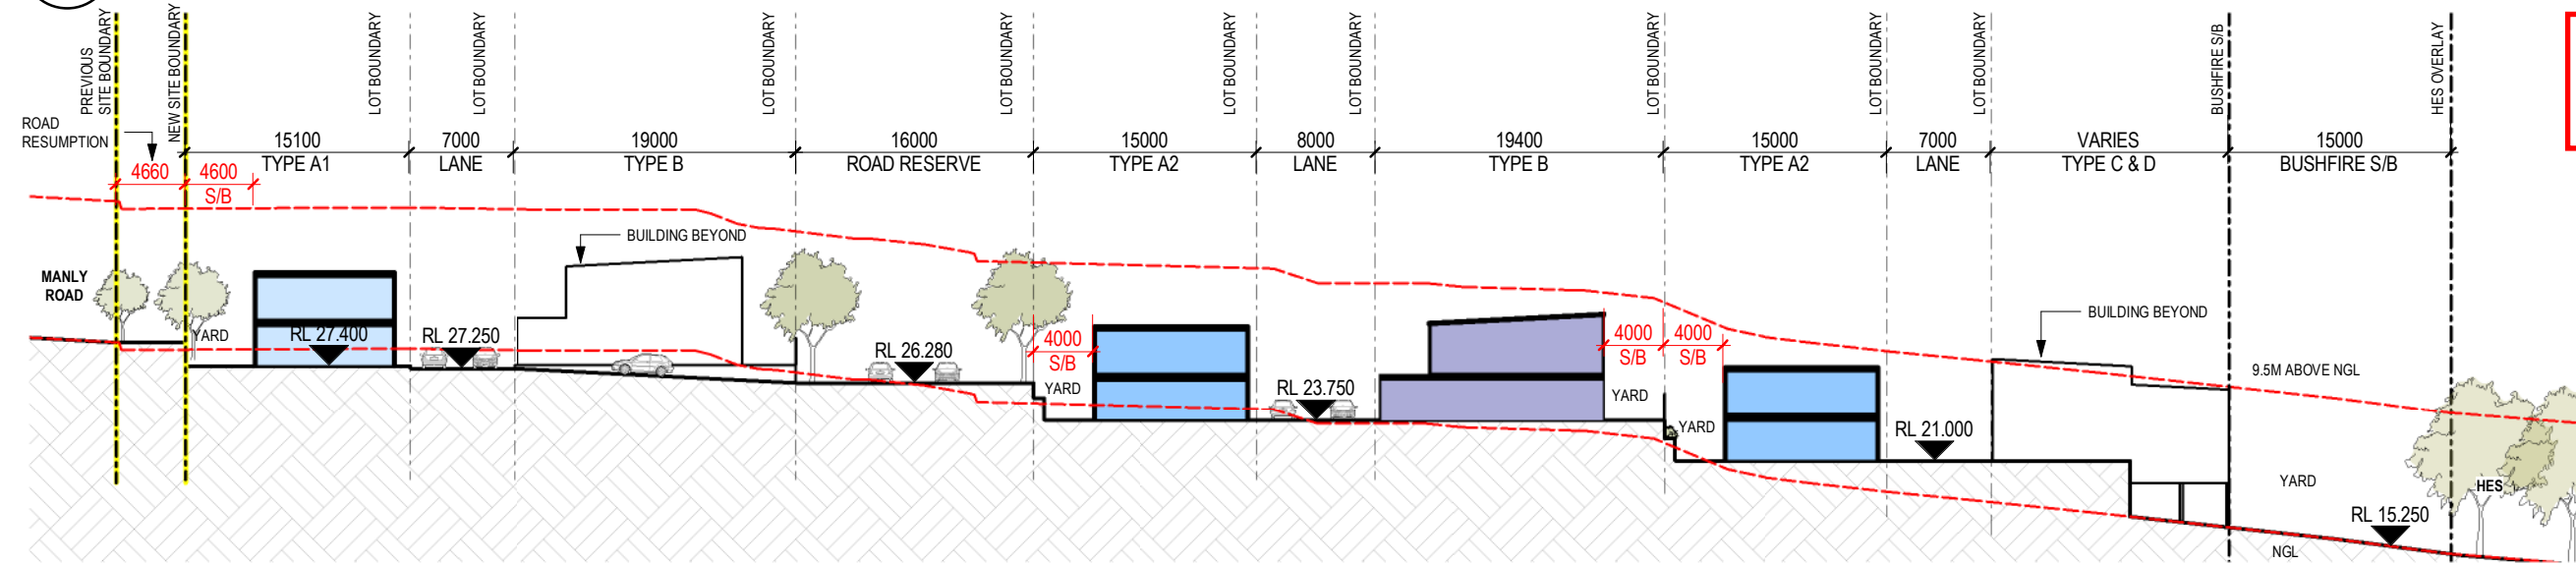 PREVIOUS
SITE BOUNDARY
NEW SITE BOUNDARY
LOT BOUNDARY
LOT BOUNDARY
LOT BOUNDARY
LOT BOUNDARY
LOT BOUNDARY
LOT BOUNDARY
LOT BOUNDARY
LOT BOUNDARY
LOT BOUNDARY
BUSHFIRE S/B
HES OVERLAY
ROAD
RESUMPTION
15100
TYPE A1
7000
LANE
19000
TYPE B
16000
ROAD RESERVE
15000
TYPE A2
8000
LANE
19400
TYPE B
15000
TYPE A2
7000
LANE
VARIES
TYPE C & D
15000
BUSHFIRE S/B
4660
4600
S/B
BUILDING BEYOND
MANLY
ROAD
YARD
RL 27.400
RL 27.250
RL 26.280
4000
S/B
YARD
RL 23.750
4000
S/B
4000
S/B
YARD
YARD
RL 21.000
BUILDING BEYOND
9.5M ABOVE NGL
YARD
HES
RL 15.250
NGL